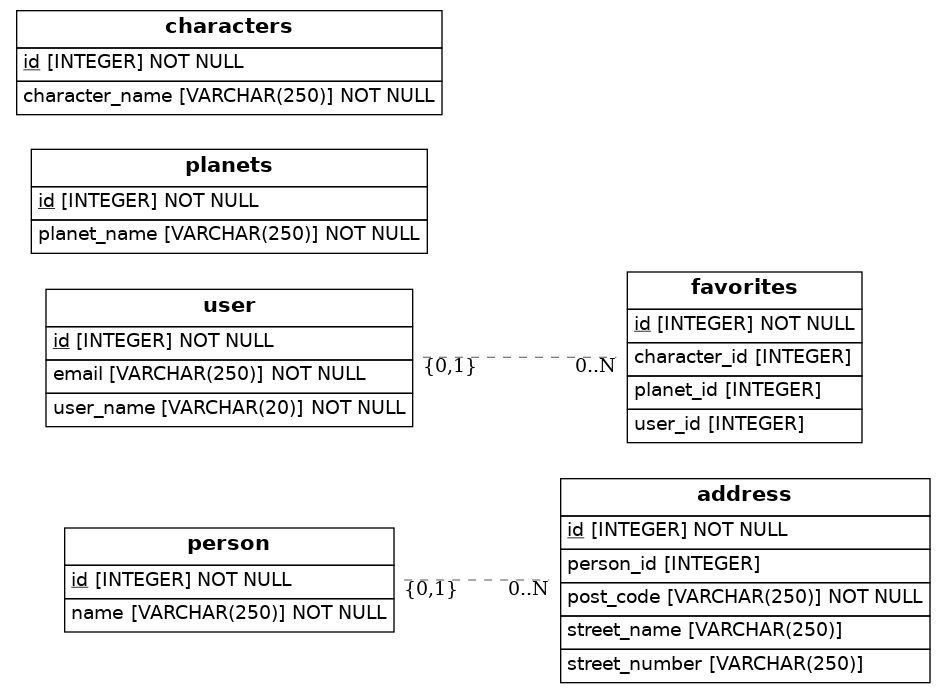 characters
id [INTEGER] NOT NULL
character_name [VARCHAR(250)] NOT NULL
planets
id [INTEGER] NOT NULL
planet_name [VARCHAR(250)] NOT NULL
user
id [INTEGER] NOT NULL
email [VARCHAR(250)] NOT NULL
user_name [VARCHAR(20)] NOT NULL
{0,1}
0..N
favorites
id [INTEGER] NOT NULL
character_id [INTEGER]
planet_id [INTEGER]
user_id [INTEGER]
person
id [INTEGER] NOT NULL
name [VARCHAR(250)] NOT NULL
{0,1}
0..N
address
id [INTEGER] NOT NULL
person_id [INTEGER]
post_code [VARCHAR(250)] NOT NULL
street_name [VARCHAR(250)]
street_number [VARCHAR(250)]